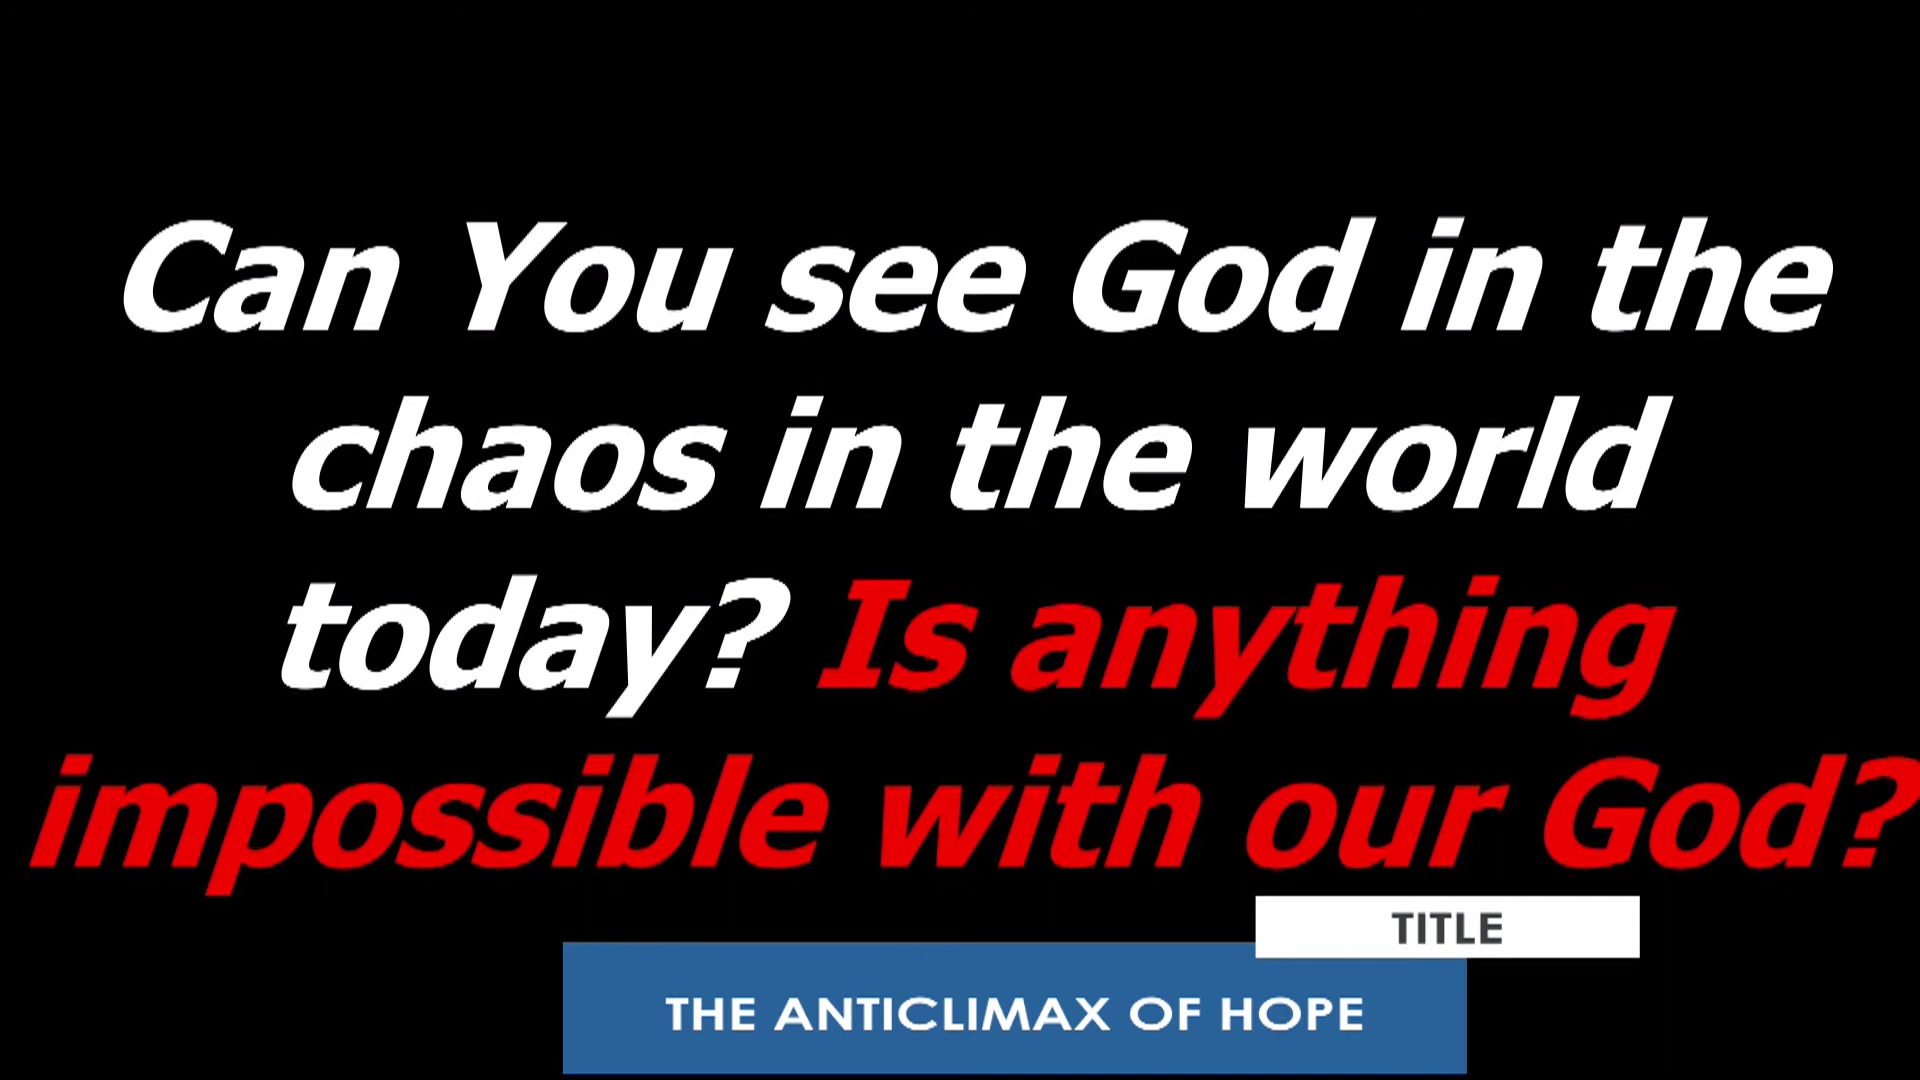 Can You see God in the
chaos in the world
today? Is anything
impossible with our God?
TITLE
THE ANTICLIMAX OF HOPE